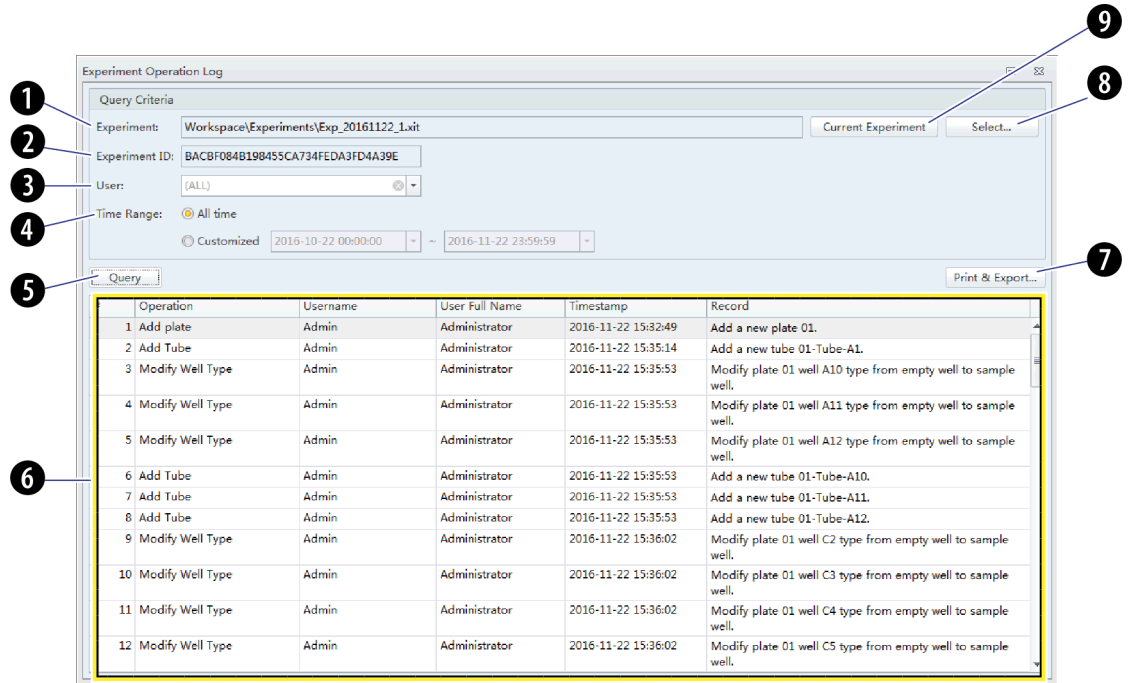 9
Experiment Operation Log
8
Query Criteria
1
Experiment: Workspace\Experiments\Exp_20161122_1.xit Current Experiment Select...
2
Experiment ID: BACBF084B198455CA734FEDA3FD4A39E
3
User: (ALL)
4
Time Range: All time
Customized 2016-10-22 00:00:00 ~ 2016-11-22 23:59:59
7
5
Query Print & Export...
Operation Username User Full Name Timestamp Record
1 Add plate Admin Administrator 2016-11-22 15:32:49 Add a new plate 01.
2 Add Tube Admin Administrator 2016-11-22 15:35:14 Add a new tube 01-Tube-A1.
3 Modify Well Type Admin Administrator 2016-11-22 15:35:53 Modify plate 01 well A10 type from empty well to sample
well.
4 Modify Well Type Admin Administrator 2016-11-22 15:35:53 Modify plate 01 well A11 type from empty well to sample
well.
5 Modify Well Type Admin Administrator 2016-11-22 15:35:53 Modify plate 01 well A12 type from empty well to sample
well.
6
6 Add Tube Admin Administrator 2016-11-22 15:35:53 Add a new tube 01-Tube-A10.
7 Add Tube Admin Administrator 2016-11-22 15:35:53 Add a new tube 01-Tube-A11.
8 Add Tube Admin Administrator 2016-11-22 15:35:53 Add a new tube 01-Tube-A12.
9 Modify Well Type Admin Administrator 2016-11-22 15:36:02 Modify plate 01 well C2 type from empty well to sample
well.
10 Modify Well Type Admin Administrator 2016-11-22 15:36:02 Modify plate 01 well C3 type from empty well to sample
well.
11 Modify Well Type Admin Administrator 2016-11-22 15:36:02 Modify plate 01 well C4 type from empty well to sample
well.
12 Modify Well Type Admin Administrator 2016-11-22 15:36:02 Modify plate 01 well C5 type from empty well to sample
well.